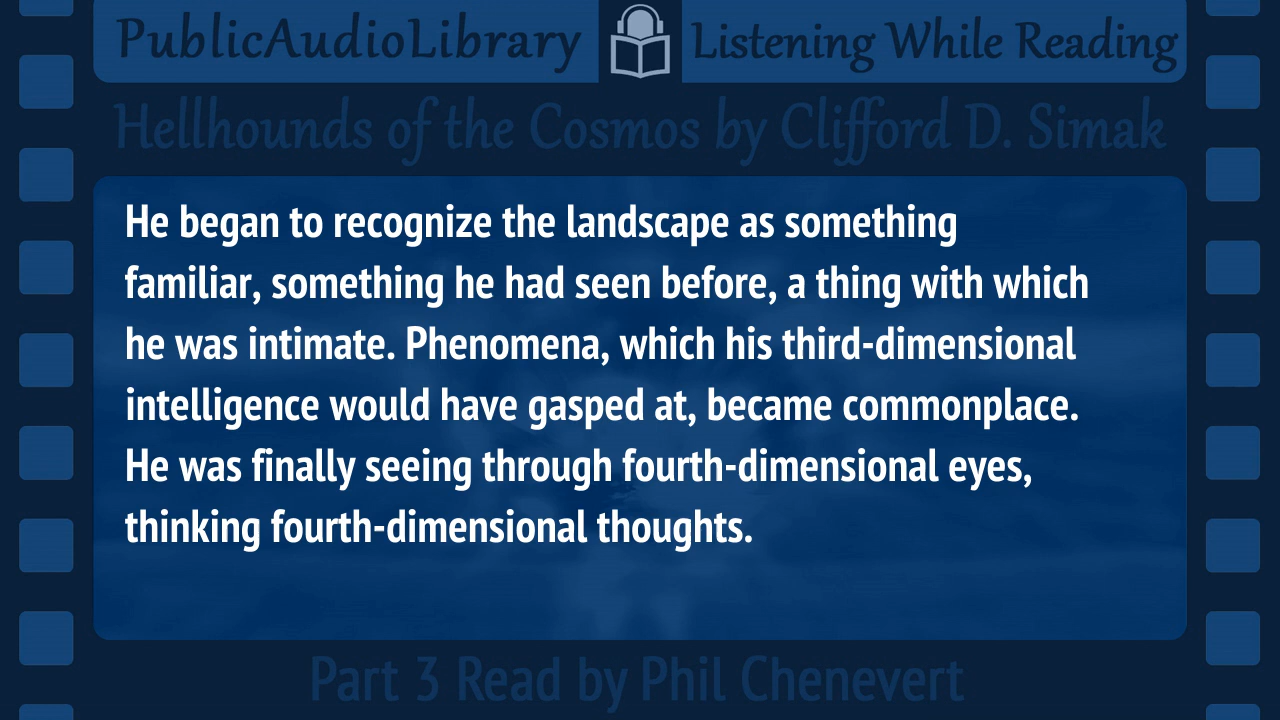 PublicAudioLibrary Listening While Reading
Hellhounds of the Cosmos by Clifford D. Simak
He began to recognize the landscape as something
familiar, something he had seen before, a thing with which
he was intimate. Phenomena, which his third-dimensional
intelligence would have gasped at, became commonplace.
He was finally seeing through fourth-dimensional eyes,
thinking fourth-dimensional thoughts.
Part 3 Read by Phil Chenevert